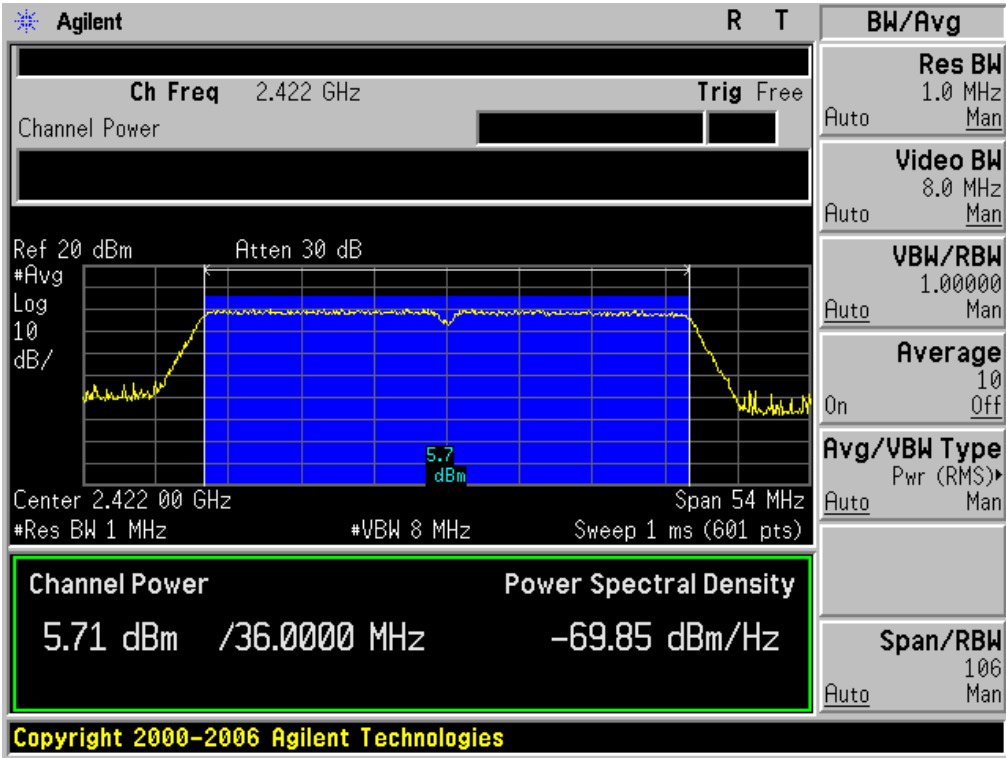 Agilent R T
Ch Freq 2.422 GHz Trig Free
Channel Power
Ref 20 dBm Atten 30 dB
#Avg
Log
10
dB/
5.7
dBm
Center 2.422 00 GHz Span 54 MHz
#Res BW 1 MHz #VBW 8 MHz Sweep 1 ms (601 pts)
Channel Power Power Spectral Density
5.71 dBm /36.0000 MHz -69.85 dBm/Hz
Copyright 2000-2006 Agilent Technologies
BW/Avg
Res BW
1.0 MHz
Auto Man
Video BW
8.0 MHz
Auto Man
VBW/RBW
1.00000
Auto Man
Average
10
On Off
Avg/VBW Type
Pwr (RMS)▸
Auto Man
Span/RBW
106
Auto Man